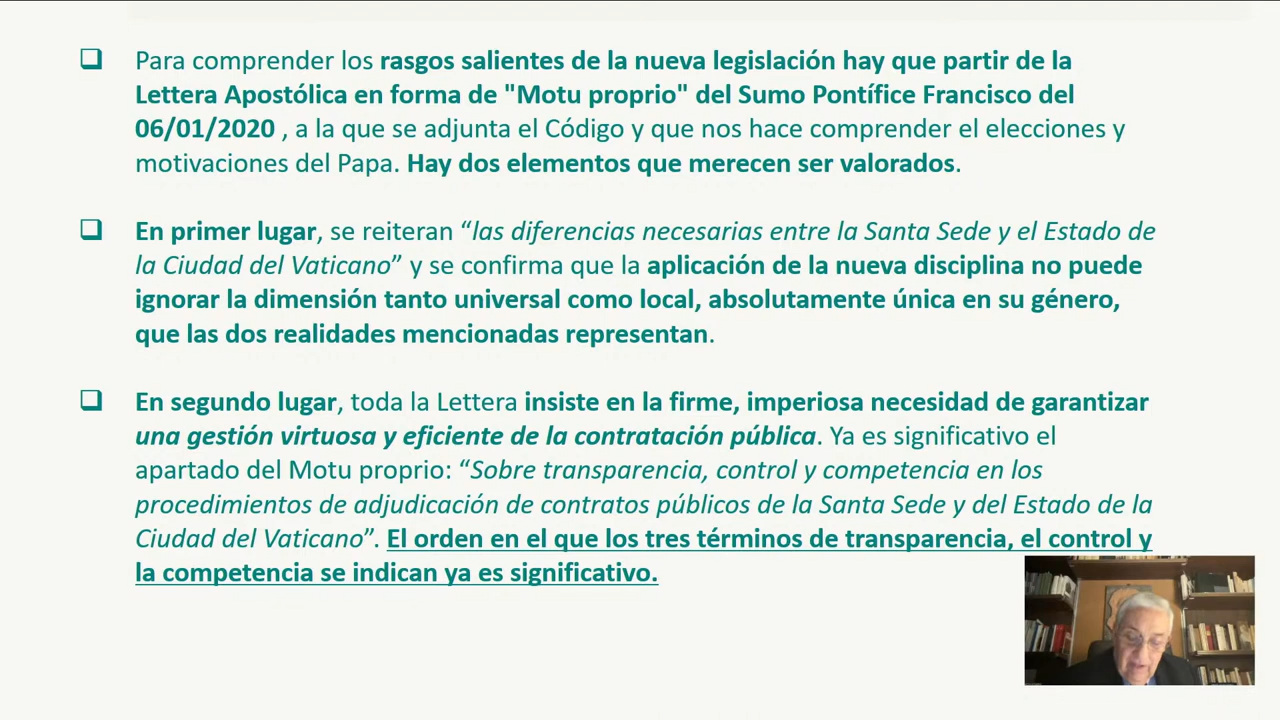 Para comprender los rasgos salientes de la nueva legislación hay que partir de la
Lettera Apostólica en forma de "Motu proprio" del Sumo Pontífice Francisco del
06/01/2020 , a la que se adjunta el Código y que nos hace comprender el elecciones y
motivaciones del Papa. Hay dos elementos que merecen ser valorados.
En primer lugar, se reiteran “las diferencias necesarias entre la Santa Sede y el Estado de
la Ciudad del Vaticano” y se confirma que la aplicación de la nueva disciplina no puede
ignorar la dimensión tanto universal como local, absolutamente única en su género,
que las dos realidades mencionadas representan.
En segundo lugar, toda la Lettera insiste en la firme, imperiosa necesidad de garantizar
una gestión virtuosa y eficiente de la contratación pública. Ya es significativo el
apartado del Motu proprio: “Sobre transparencia, control y competencia en los
procedimientos de adjudicación de contratos públicos de la Santa Sede y del Estado de la
Ciudad del Vaticano”. El orden en el que los tres términos de transparencia, el control y
la competencia se indican ya es significativo.